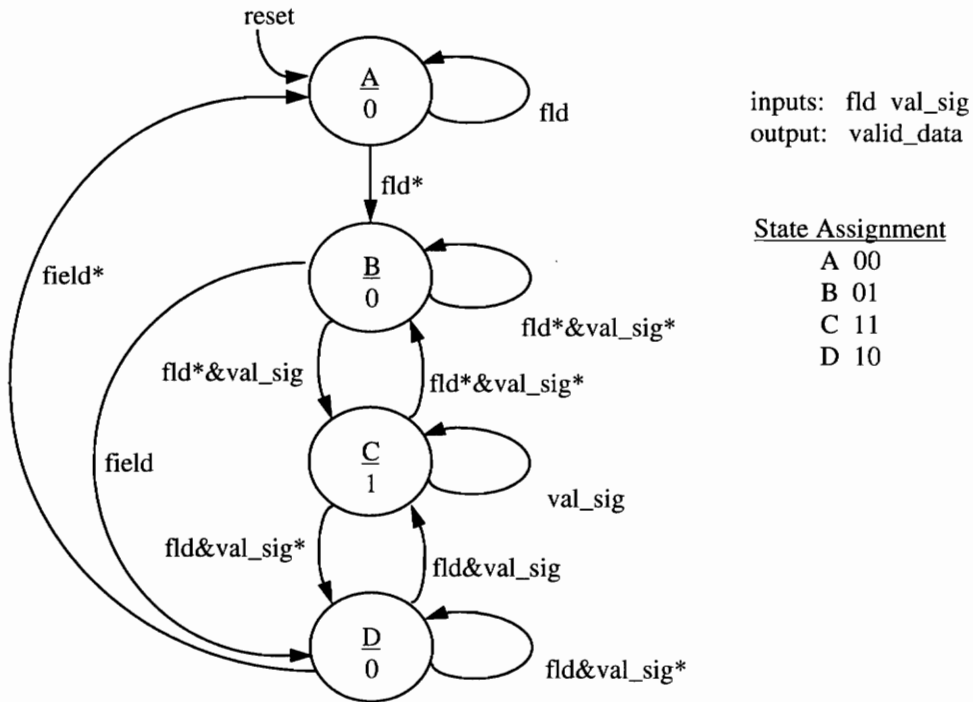 reset
A
0
fld
inputs: fld val_sig
output: valid_data
fld*
State Assignment
A 00
B 01
C 11
D 10
field*
B
0
fld*&val_sig*
fld*&val_sig
fld*&val_sig*
field
C
1
val_sig
fld&val_sig*
fld&val_sig
D
0
fld&val_sig*